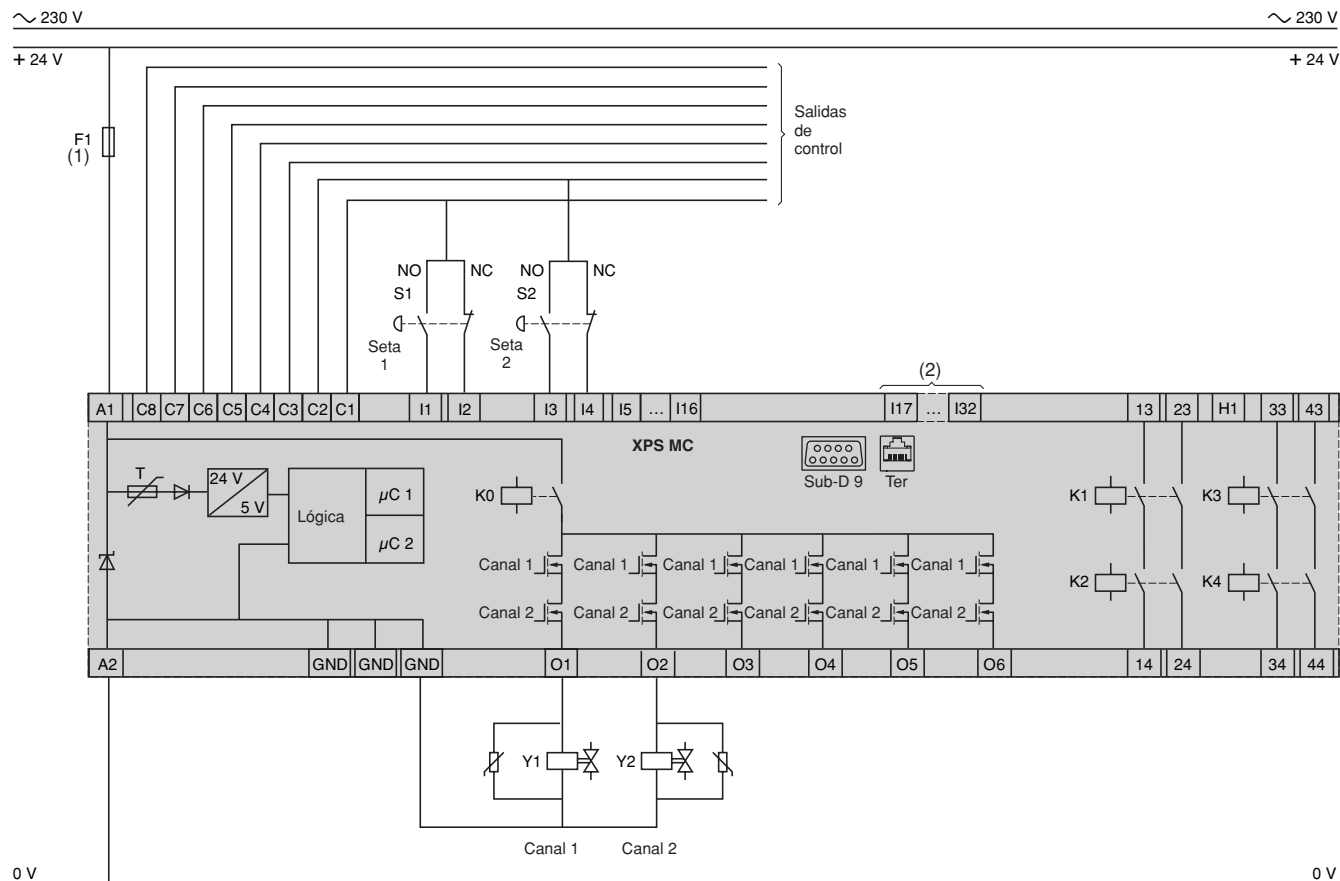 ∼ 230 V ∼ 230 V
+ 24 V + 24 V
F1
(1)
Salidas
de
control
NO NC NO NC
S1 S2
Seta
1
Seta
2
(2)
A1 C8 C7 C6 C5 C4 C3 C2 C1 I1 I2 I3 I4 I5 ... I16 I17 ... I32 13 23 H1 33 43
XPS MC
Sub-D 9 Ter
T
24 V
5 V
Lógica
µC 1
µC 2
K0
K1 K3
K2 K4
Canal 1 Canal 1 Canal 1 Canal 1 Canal 1 Canal 1
Canal 2 Canal 2 Canal 2 Canal 2 Canal 2 Canal 2
A2 GND GND GND O1 O2 O3 O4 O5 O6 14 24 34 44
Y1 Y2
Canal 1 Canal 2
0 V 0 V